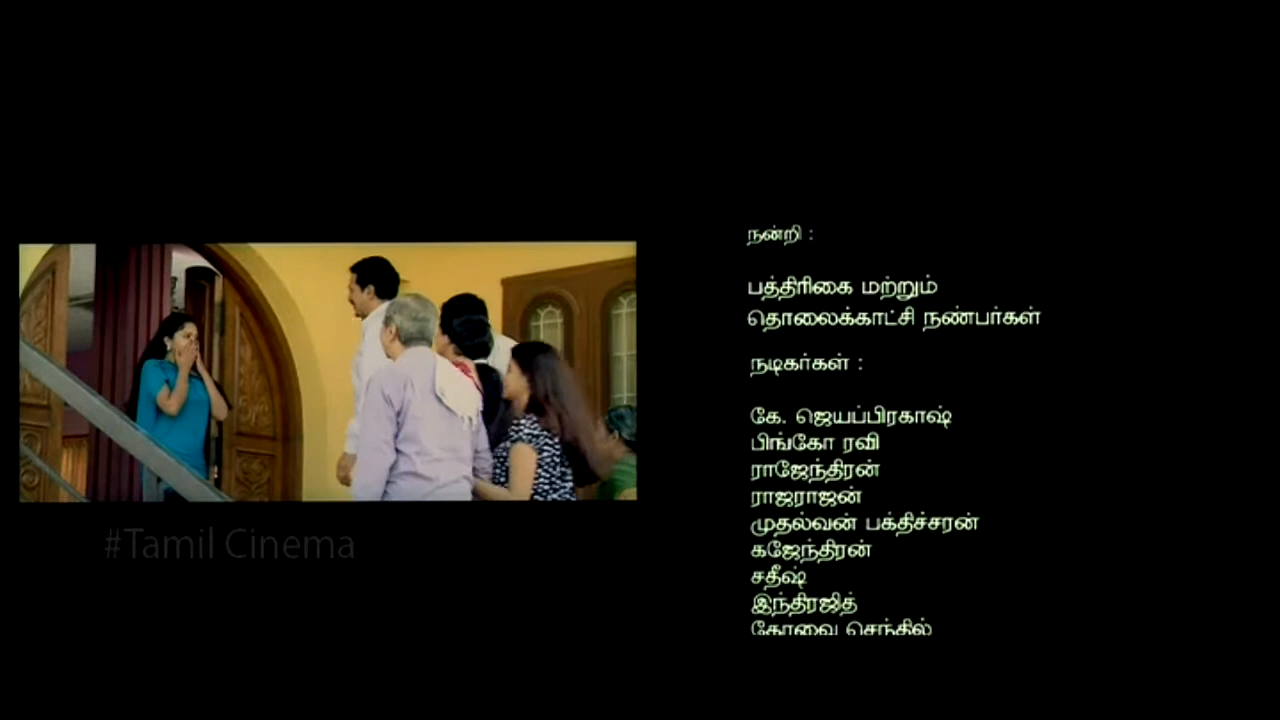 நன்றி :
பத்திரிகை மற்றும்
தொலைக்காட்சி நண்பர்கள்
நடிகர்கள் :
கே. ஜெயப்பிரகாஷ்
பிங்கோ ரவி
ராஜேந்திரன்
ராஜராஜன்
முதல்வன் பக்திச்சரன்
கஜேந்திரன்
சதீஷ்
இந்திரஜித்
கோவை செந்தில்
#Tamil Cinema